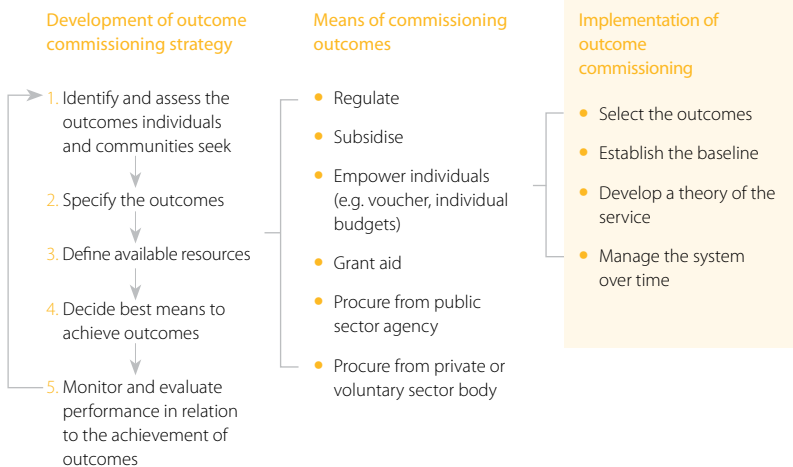 Development of outcome
commissioning strategy
1. Identify and assess the
outcomes individuals
and communities seek
2. Specify the outcomes
3. Define available resources
4. Decide best means to
achieve outcomes
5. Monitor and evaluate
performance in relation
to the achievement of
outcomes
Means of commissioning
outcomes
• Regulate
• Subsidise
• Empower individuals
(e.g. voucher, individual
budgets)
• Grant aid
• Procure from public
sector agency
• Procure from private or
voluntary sector body
Implementation of
outcome
commissioning
• Select the outcomes
• Establish the baseline
• Develop a theory of the
service
• Manage the system
over time